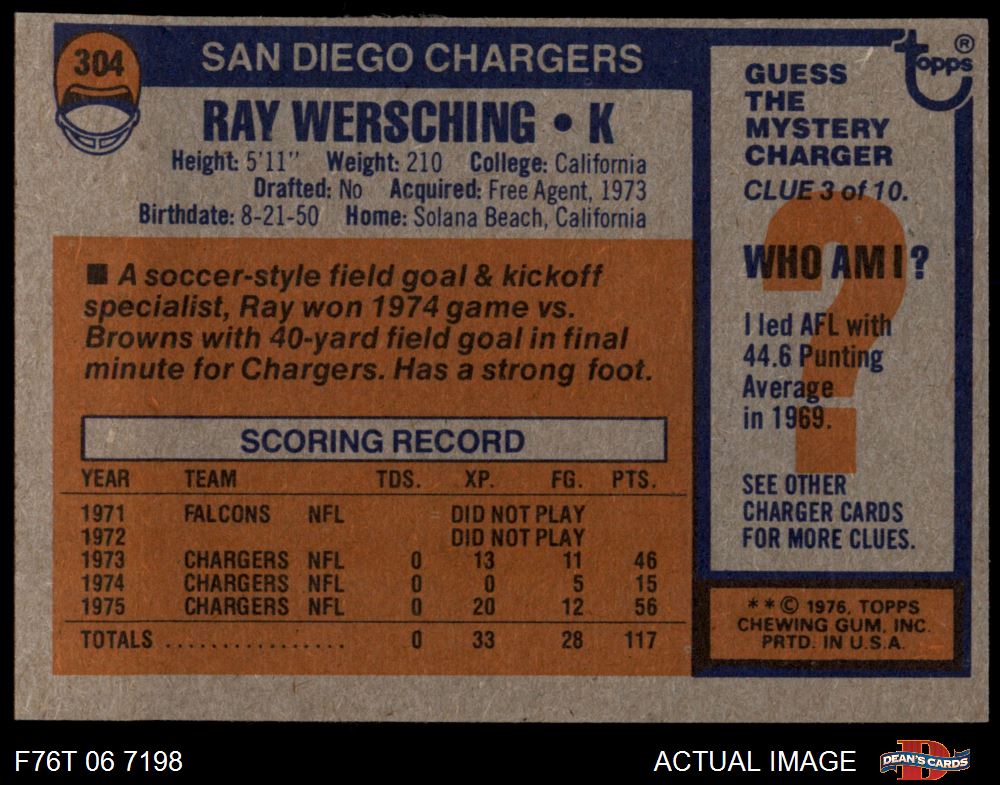 304
SAN DIEGO CHARGERS
RAY WERSCHING • K
Height: 5'11" Weight: 210 College: California
Drafted: No Acquired: Free Agent, 1973
Birthdate: 8-21-50 Home: Solana Beach, California
■ A soccer-style field goal & kickoff
specialist, Ray won 1974 game vs.
Browns with 40-yard field goal in final
minute for Chargers. Has a strong foot.
SCORING RECORD
YEAR TEAM TDS. XP. FG. PTS.
1971 FALCONS NFL DID NOT PLAY
1972 DID NOT PLAY
1973 CHARGERS NFL 0 13 11 46
1974 CHARGERS NFL 0 0 5 15
1975 CHARGERS NFL 0 20 12 56
TOTALS ................ 0 33 28 117
topps ®
GUESS
THE
MYSTERY
CHARGER
CLUE 3 of 10.
?
WHO AM I?
I led AFL with
44.6 Punting
Average
in 1969.
SEE OTHER
CHARGER CARDS
FOR MORE CLUES.
* * © 1976, TOPPS
CHEWING GUM, INC.
PRTD. IN U.S.A.
F76T 06 7198
ACTUAL IMAGE
D
DEAN'S CARDS